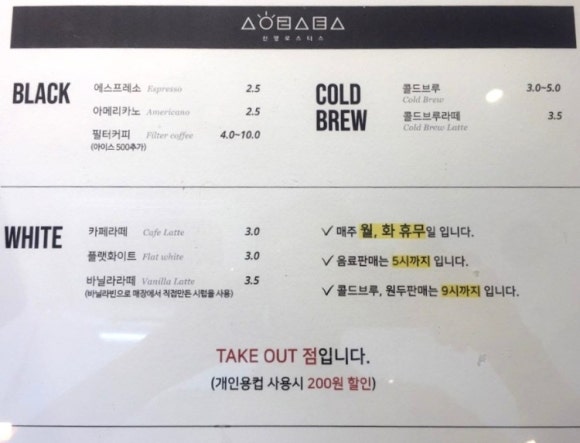 BLACK
에스프레소 Espresso 2.5
아메리카노 Americano 2.5
필터커피 Filter coffee 4.0~10.0
(아이스 500추가)
COLD
BREW
콜드브루 3.0~5.0
Cold Brew
콜드브루라떼 3.5
Cold Brew Latte
WHITE
카페라떼 Cafe Latte 3.0
플랫화이트 Flat white 3.0
바닐라라떼 Vanilla Latte 3.5
(바닐라빈으로 매장에서 직접만든 시럽을 사용)
✓ 매주 월, 화 휴무일 입니다.
✓ 음료판매는 5시까지 입니다.
✓ 콜드브루, 원두판매는 9시까지 입니다.
TAKE OUT 점입니다.
(개인용컵 사용시 200원 할인)